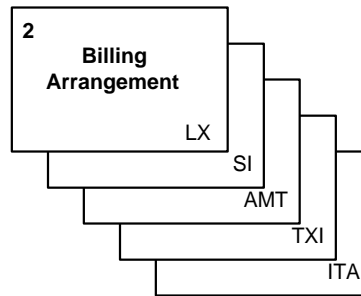 2
Billing
Arrangement
LX
SI
AMT
TXI
ITA